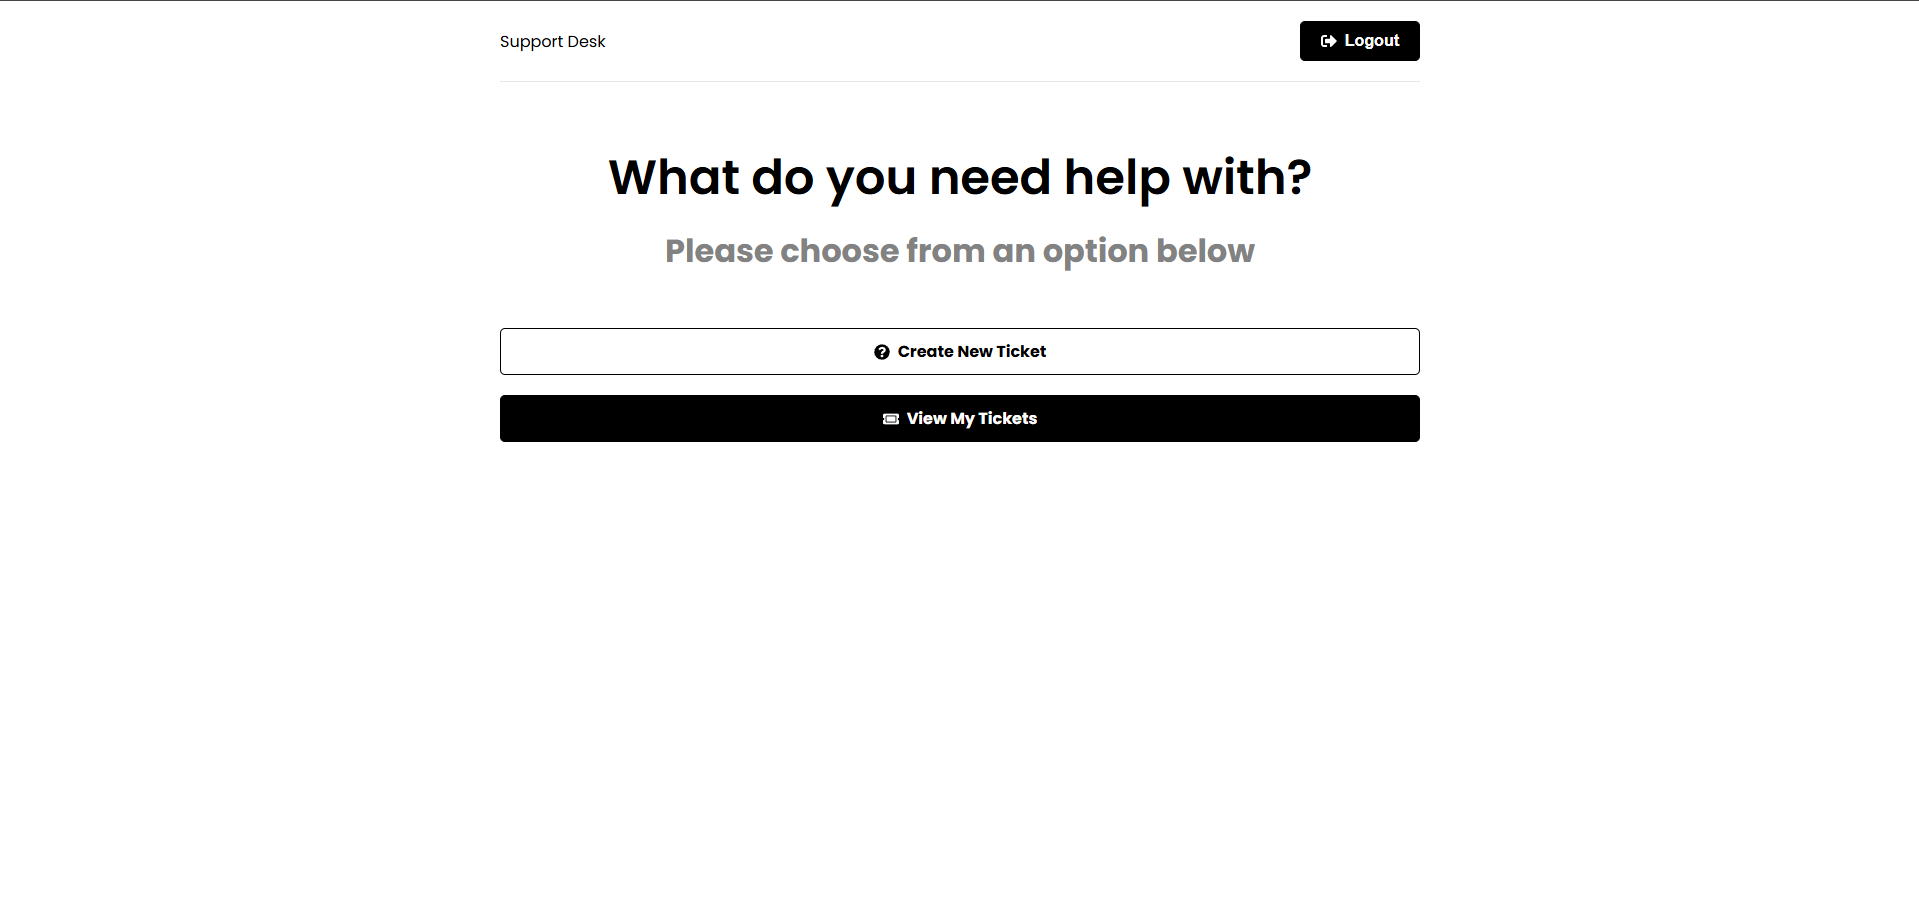 Support Desk
Logout
What do you need help with?
Please choose from an option below
Create New Ticket
View My Tickets